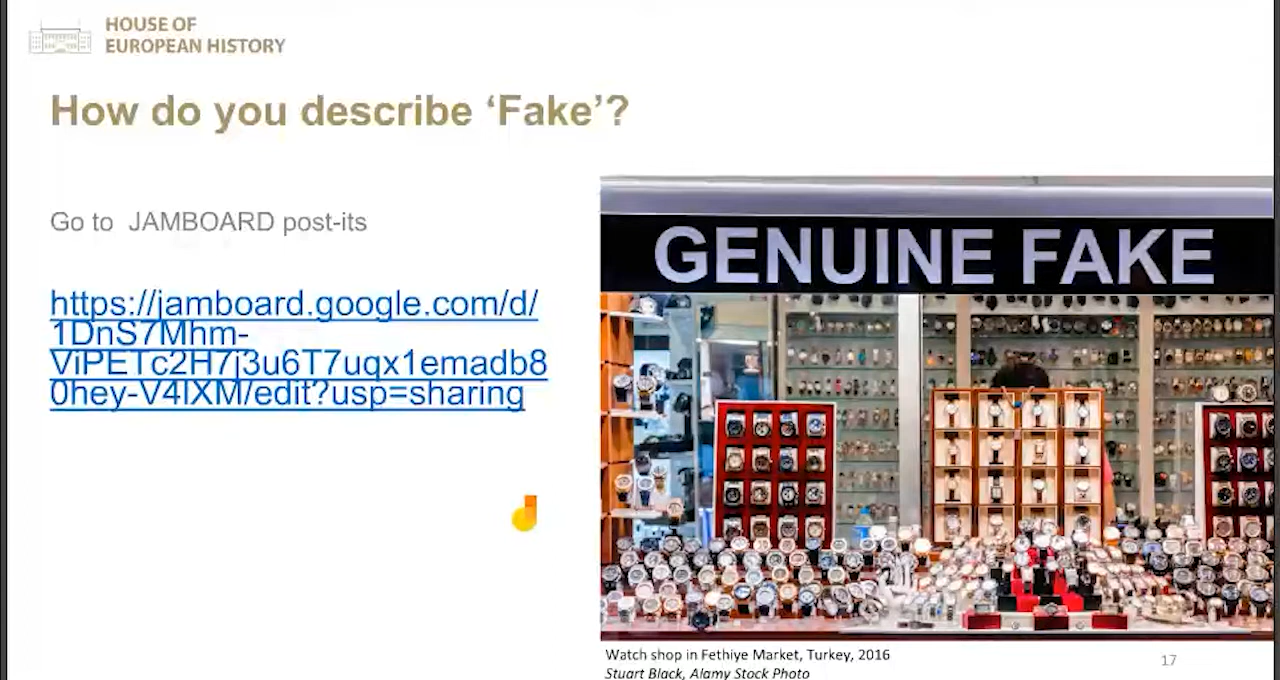 HOUSE OF
EUROPEAN HISTORY
How do you describe ‘Fake’?
Go to  JAMBOARD post-its
https://jamboard.google.com/d/
1DnS7Mhm-
ViPETc2H7j3u6T7uqx1emadb8
0hey-V4lXM/edit?usp=sharing
GENUINE FAKE
Watch shop in Fethiye Market, Turkey, 2016
Stuart Black, Alamy Stock Photo
17